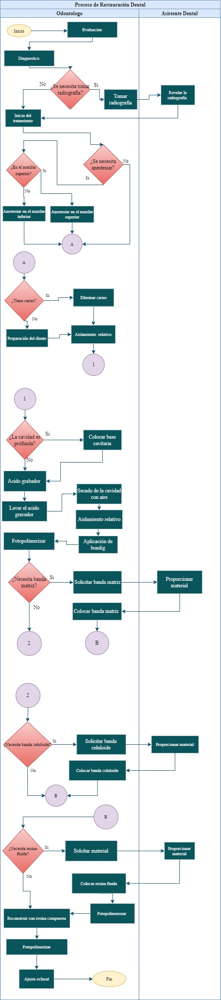 Proceso de Restauración Dental
Odontologo
Asistente Dental
Inicio
Evaluacion
Diagnostico
¿Se necesita tomar
radiografía?
No
Si
Tomar
radiografía
Revelar la
radiografía
Inicio del
tratamiento
¿Se necesita
anestesiar?
No
Si
¿En el maxilar
superior?
Si
No
Anestesiar en el maxilar
inferior
Anestesiar en el maxilar
superior
A
A
¿Tiene caries?
Si
Eliminar caries
No
Preparación del diente
Aislamiento relativo
1
1
¿La cavidad es
profunda?
Si
Colocar base
cavitaria
No
Acido grabador
Secado de la cavidad
con aire
Lavar el acido
gravador
Aislamiento relativo
Fotopolimerizar
Aplicación de
bondig
¿Necesita banda
matriz?
Si
Solicitar banda matriz
Proporcionar
material
No
Colocar banda matriz
2
B
2
¿Necesita banda celuloide?
Si
Solicitar banda
celuloide
Proporcionar material
No
Colocar banda celuloide
B
B
¿Necesita resina
fluida?
Si
Solcitar material
Proporcionar
material
No
Colocar resina fluida
Fotopolimerozar
Reconstruir con resina compuesta
Fotopolimerizar
Ajuste oclusal
Fin